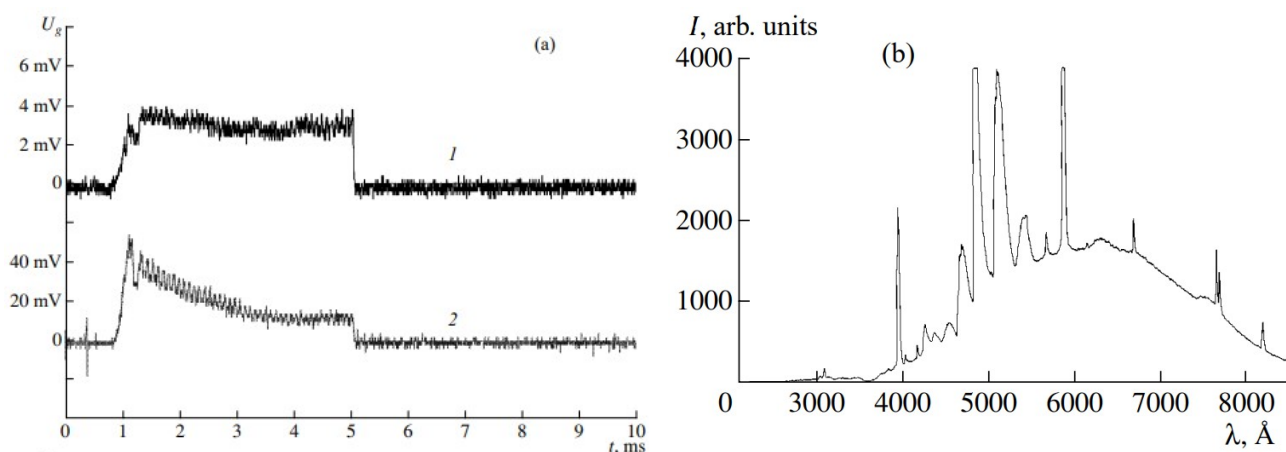 U_g
(a)
6 mV
4 mV
2 mV
0
1
40 mV
20 mV
0
2
0 1 2 3 4 5 6 7 8 9 10
t, ms
I, arb. units
(b)
4000
3000
2000
1000
0 3000 4000 5000 6000 7000 8000
λ, Å